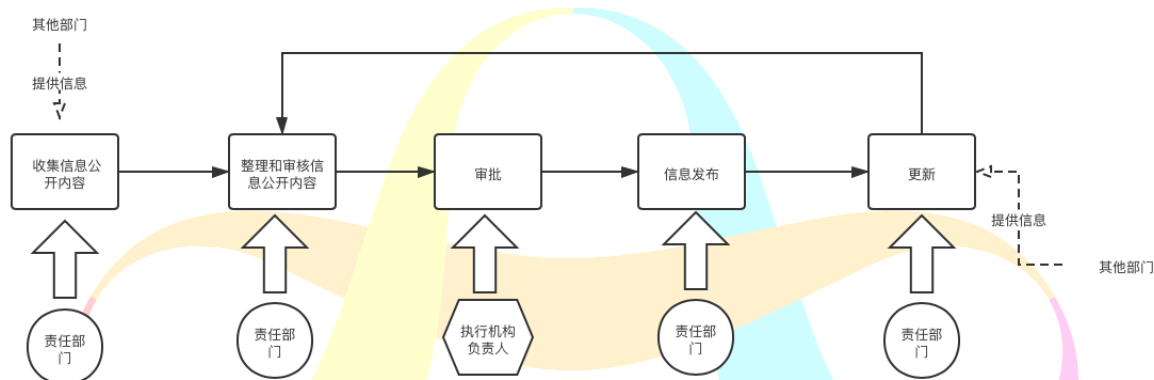 其他部门
提供信息
收集信息公
开内容
整理和审核信
息公开内容
审批
信息发布
更新
提供信息
其他部门
责任部
门
责任部
门
执行机构
负责人
责任部
门
责任部
门